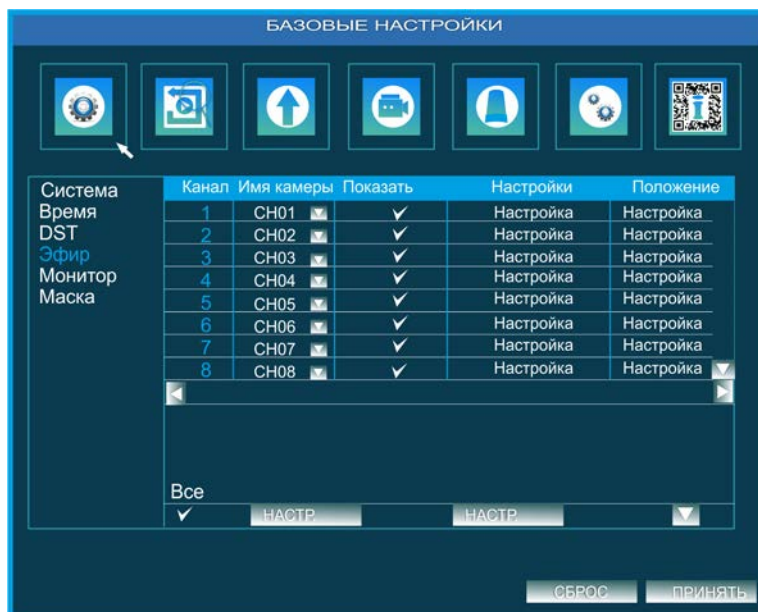 БАЗОВЫЕ НАСТРОЙКИ
Система
Время
DST
Эфир
Монитор
Маска
Канал Имя камеры Показать Настройки Положение
1 CH01 Настройка Настройка
2 CH02 Настройка Настройка
3 CH03 Настройка Настройка
4 CH04 Настройка Настройка
5 CH05 Настройка Настройка
6 CH06 Настройка Настройка
7 CH07 Настройка Настройка
8 CH08 Настройка Настройка
Все
НАСТР. НАСТР.
СБРОС ПРИНЯТЬ